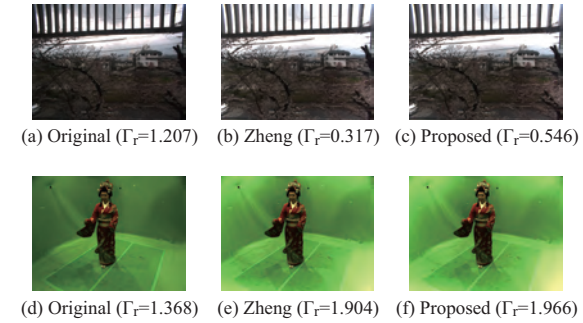 (a) Original (Γr=1.207) (b) Zheng (Γr=0.317) (c) Proposed (Γr=0.546)
(d) Original (Γr=1.368) (e) Zheng (Γr=1.904) (f) Proposed (Γr=1.966)